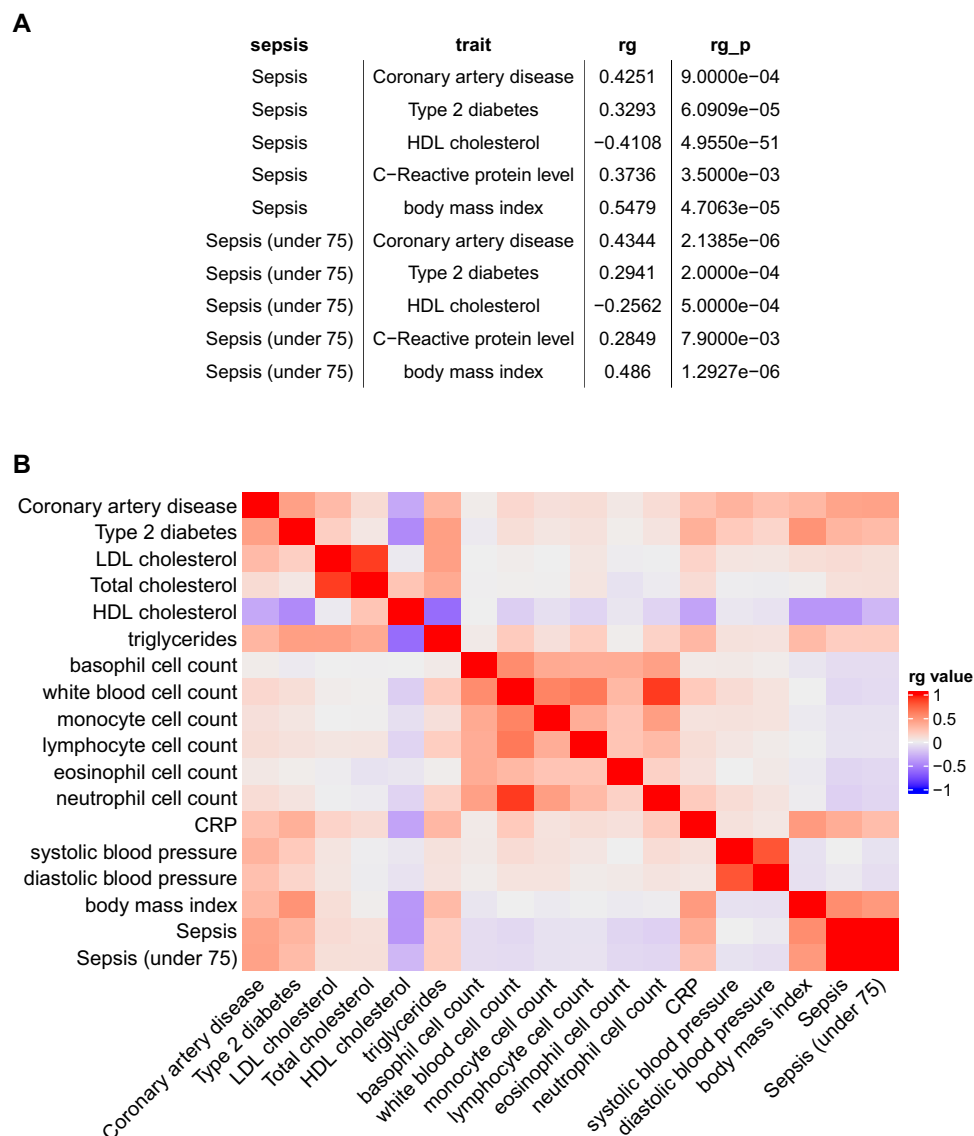 A
sepsis trait rg rg_p
Sepsis Coronary artery disease 0.4251 9.0000e−04
Sepsis Type 2 diabetes 0.3293 6.0909e−05
Sepsis HDL cholesterol −0.4108 4.9550e−51
Sepsis C−Reactive protein level 0.3736 3.5000e−03
Sepsis body mass index 0.5479 4.7063e−05
Sepsis (under 75) Coronary artery disease 0.4344 2.1385e−06
Sepsis (under 75) Type 2 diabetes 0.2941 2.0000e−04
Sepsis (under 75) HDL cholesterol −0.2562 5.0000e−04
Sepsis (under 75) C−Reactive protein level 0.2849 7.9000e−03
Sepsis (under 75) body mass index 0.486 1.2927e−06
B
Coronary artery disease
Type 2 diabetes
LDL cholesterol
Total cholesterol
HDL cholesterol
triglycerides
basophil cell count
white blood cell count
monocyte cell count
lymphocyte cell count
eosinophil cell count
neutrophil cell count
CRP
systolic blood pressure
diastolic blood pressure
body mass index
Sepsis
Sepsis (under 75)
rg value
1
0.5
0
−0.5
−1
Coronary artery disease
Type 2 diabetes
LDL cholesterol
Total cholesterol
HDL cholesterol
triglycerides
basophil cell count
white blood cell count
monocyte cell count
lymphocyte cell count
eosinophil cell count
neutrophil cell count
CRP
systolic blood pressure
diastolic blood pressure
body mass index
Sepsis
Sepsis (under 75)